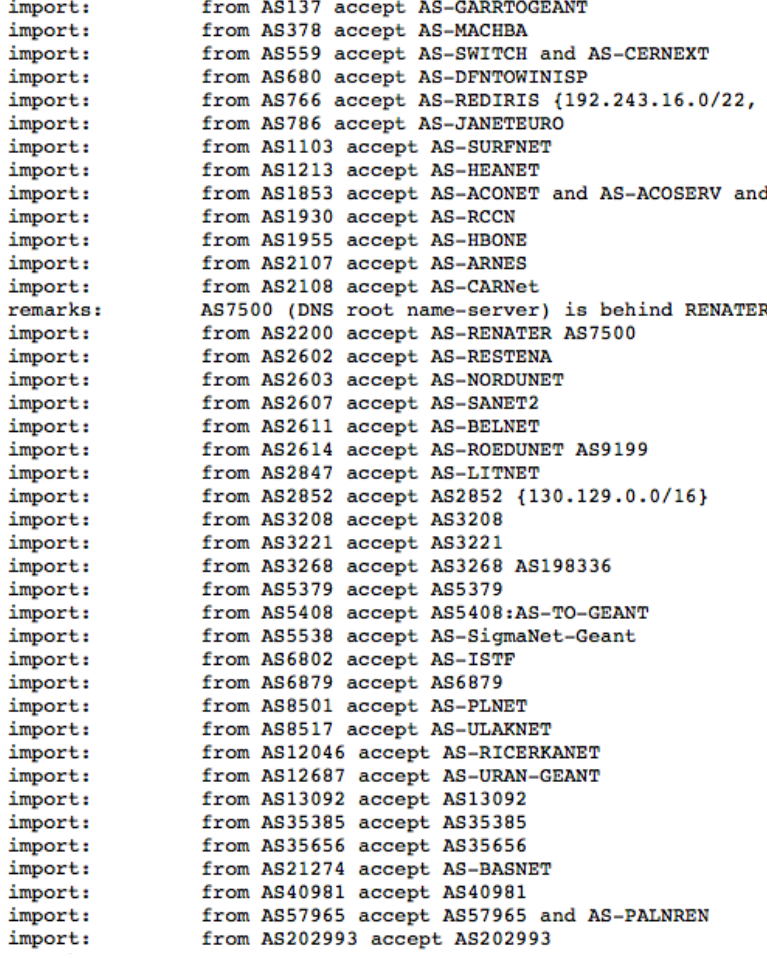 import: from AS137 accept AS-GARRTOGEANT
import: from AS378 accept AS-MACHBA
import: from AS559 accept AS-SWITCH and AS-CERNEXT
import: from AS680 accept AS-DFNTOWINISP
import: from AS766 accept AS-REDIRIS {192.243.16.0/22,
import: from AS786 accept AS-JANETEURO
import: from AS1103 accept AS-SURFNET
import: from AS1213 accept AS-HEANET
import: from AS1853 accept AS-ACONET and AS-ACOSERV and
import: from AS1930 accept AS-RCCN
import: from AS1955 accept AS-HBONE
import: from AS2107 accept AS-ARNES
import: from AS2108 accept AS-CARNet
remarks: AS7500 (DNS root name-server) is behind RENATER
import: from AS2200 accept AS-RENATER AS7500
import: from AS2602 accept AS-RESTENA
import: from AS2603 accept AS-NORDUNET
import: from AS2607 accept AS-SANET2
import: from AS2611 accept AS-BELNET
import: from AS2614 accept AS-ROEDUNET AS9199
import: from AS2847 accept AS-LITNET
import: from AS2852 accept AS2852 {130.129.0.0/16}
import: from AS3208 accept AS3208
import: from AS3221 accept AS3221
import: from AS3268 accept AS3268 AS198336
import: from AS5379 accept AS5379
import: from AS5408 accept AS5408:AS-TO-GEANT
import: from AS5538 accept AS-SigmaNet-Geant
import: from AS6802 accept AS-ISTF
import: from AS6879 accept AS6879
import: from AS8501 accept AS-PLNET
import: from AS8517 accept AS-ULAKNET
import: from AS12046 accept AS-RICERKANET
import: from AS12687 accept AS-URAN-GEANT
import: from AS13092 accept AS13092
import: from AS35385 accept AS35385
import: from AS35656 accept AS35656
import: from AS21274 accept AS-BASNET
import: from AS40981 accept AS40981
import: from AS57965 accept AS57965 and AS-PALNREN
import: from AS202993 accept AS202993